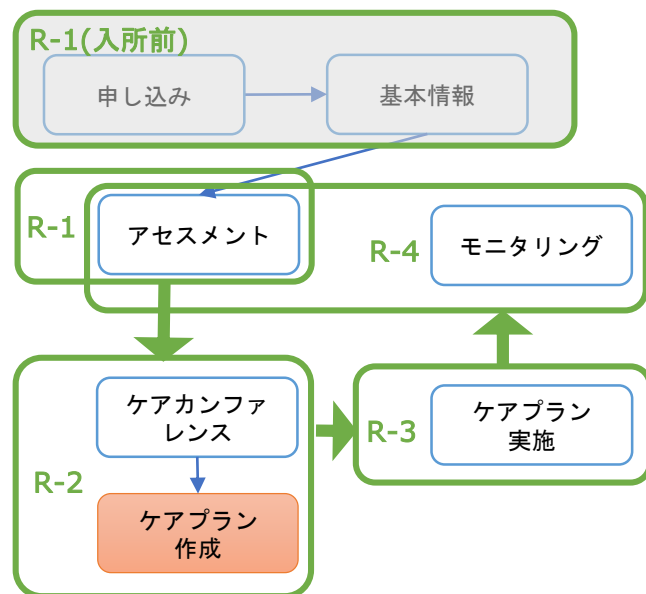 R-1(入所前)
申し込み
基本情報
R-1
アセスメント
R-4
モニタリング
R-2
ケアカンファ
レンス
ケアプラン
作成
R-3
ケアプラン
実施